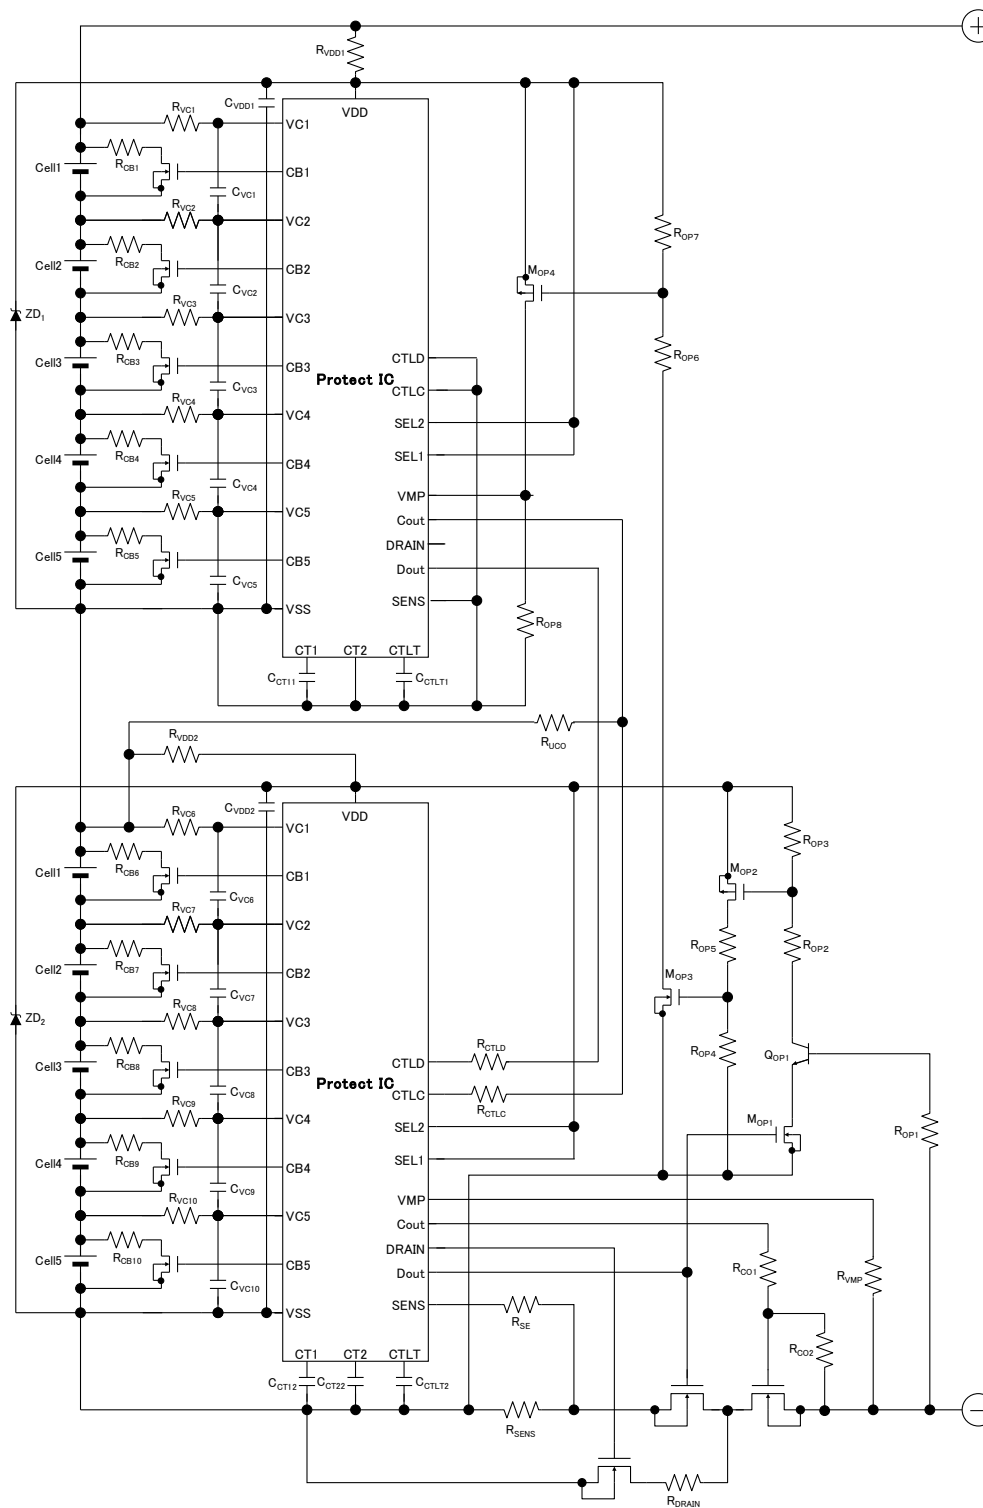 +
RVDD1
CVDD1
VDD
RVC1
VC1
Cell1
RCB1
CB1
CVC1
RVC2
VC2
ROP7
Cell2
RCB2
CB2
MOP4
CVC2
RVC3
VC3
ZD1
Cell3
RCB3
CB3
CTLD
ROP6
Protect IC
CVC3
CTLC
RVC4
VC4
SEL2
Cell4
RCB4
CB4
SEL1
CVC4
VMP
RVC5
VC5
Cout
DRAIN
Cell5
RCB5
CB5
Dout
CVC5
SENS
VSS
ROP8
CT1
CT2
CTLT
CCT11
CCTLT1
RVDD2
RUCO
CVDD2
VDD
RVC6
VC1
ROP3
Cell1
RCB6
CB1
MOP2
CVC6
RVC7
VC2
ROP5
ROP2
Cell2
RCB7
CB2
MOP3
CVC7
RVC8
VC3
ZD2
ROP4
QOP1
Cell3
RCB8
CB3
CTLD
RCTLD
Protect IC
CVC8
CTLC
RCTLC
RVC9
VC4
MOP1
ROP1
SEL2
Cell4
RCB9
CB4
SEL1
CVC9
VMP
RVC10
VC5
Cout
DRAIN
Cell5
RCB10
CB5
Dout
RCO1
RVMP
CVC10
SENS
RSE
VSS
RCO2
CT1
CT2
CTLT
CCT12
CCT22
CCTLT2
RSENS
−
RDRAIN